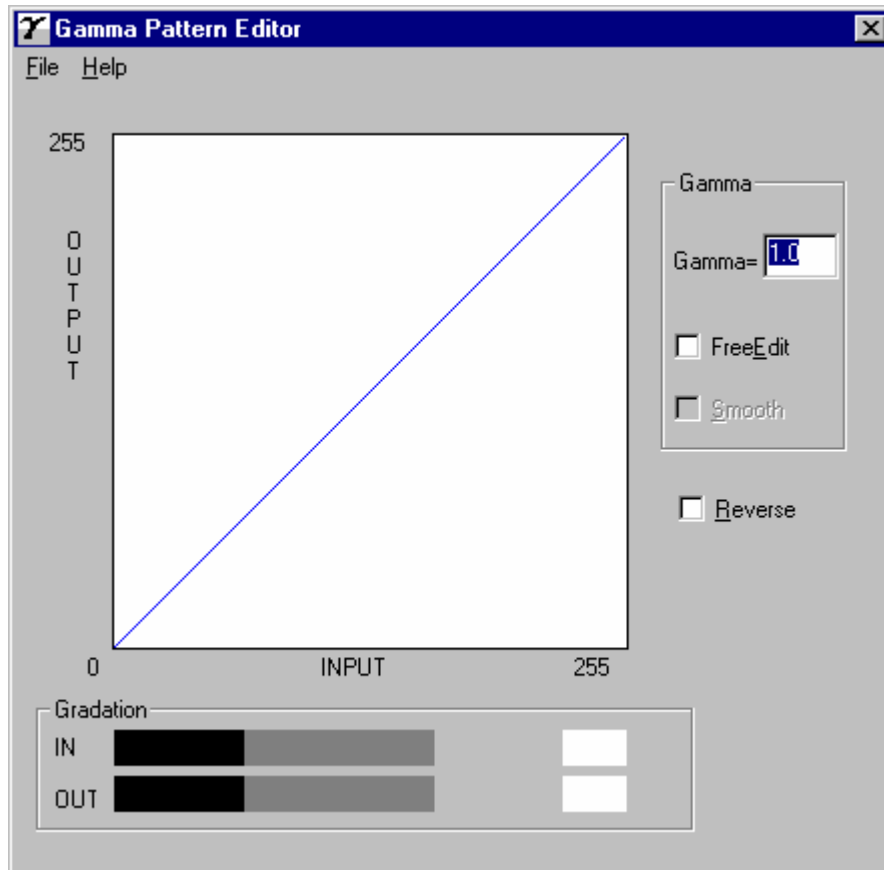 Gamma Pattern Editor
File Help
255
OUTPUT
0 INPUT 255
Gamma
Gamma= 1.0
FreeEdit
Smooth
Reverse
Gradation
IN
OUT